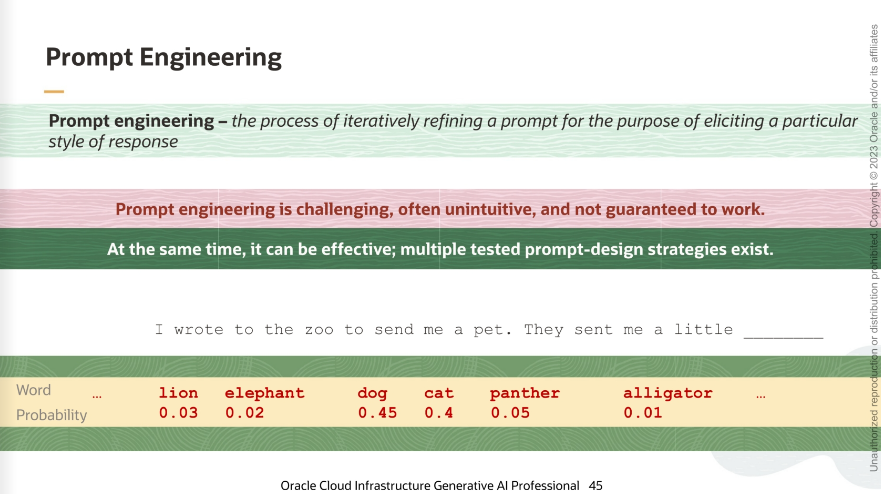 Prompt Engineering
Prompt engineering – the process of iteratively refining a prompt for the purpose of eliciting a particular
style of response
Prompt engineering is challenging, often unintuitive, and not guaranteed to work.
At the same time, it can be effective; multiple tested prompt-design strategies exist.
I wrote to the zoo to send me a pet. They sent me a little ________
Word ... lion elephant dog cat panther alligator ...
Probability 0.03 0.02 0.45 0.4 0.05 0.01
Oracle Cloud Infrastructure Generative AI Professional 45
Unauthorized reproduction or distribution prohibited. Copyright © 2023 Oracle and/or its affiliates